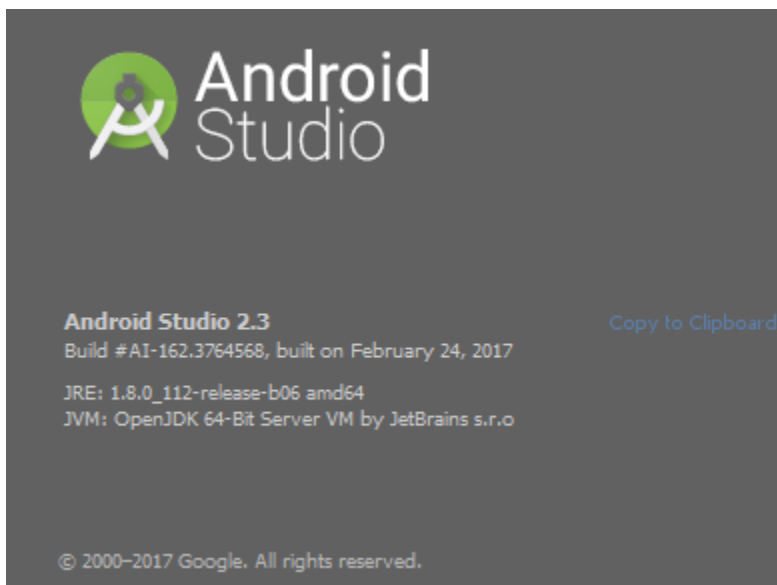 Android
Studio
Android Studio 2.3
Copy to Clipboard
Build #AI-162.3764568, built on February 24, 2017
JRE: 1.8.0_112-release-b06 amd64
JVM: OpenJDK 64-Bit Server VM by JetBrains s.r.o
© 2000–2017 Google. All rights reserved.